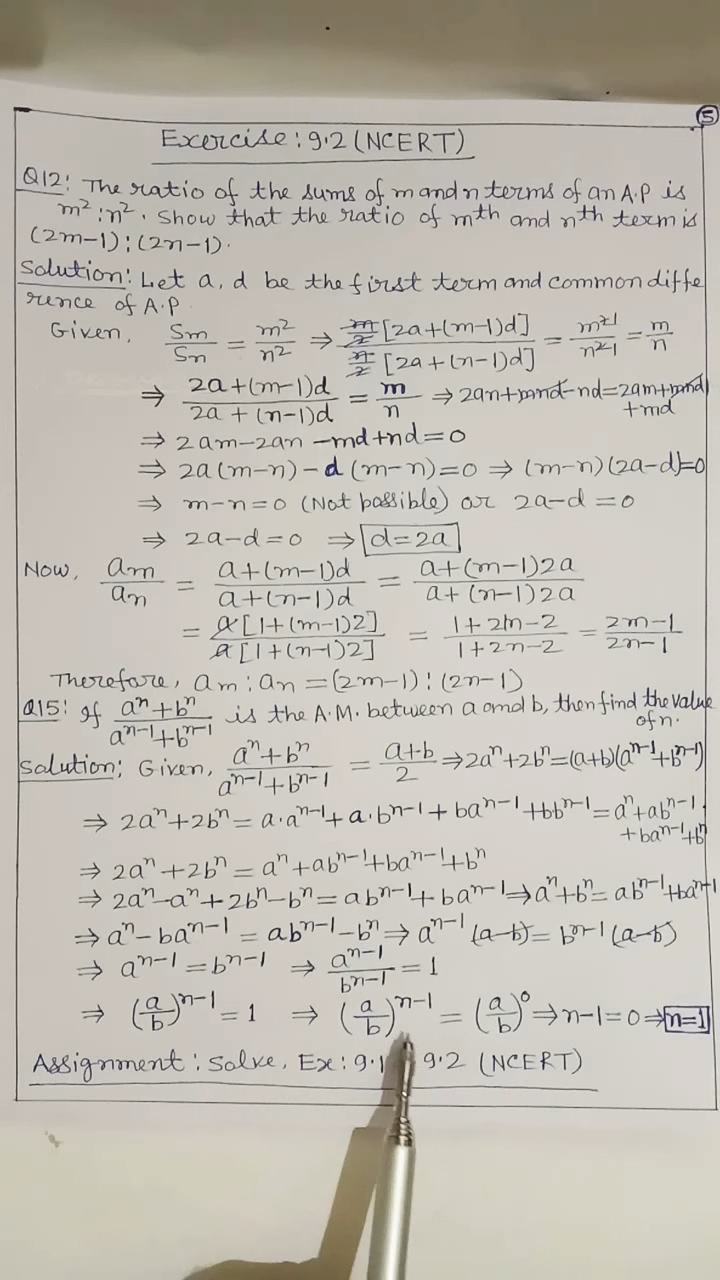 ⑤
Exercise: 9.2 (NCERT)
Q12: The ratio of the sums of m and n terms of an A.P is
m²:n². Show that the ratio of mth and nth term is
(2m-1):(2n-1).
Solution: Let a, d be the first term and common diffe
rence of A.P.
Given, Sm/Sn = m²/n² ⇒ m/2[2a+(m-1)d] / n/2[2a+(n-1)d] = m²⁻¹/n²⁻¹ = m/n
⇒ 2a+(m-1)d / 2a+(n-1)d = m/n ⇒ 2an+mnd-nd=2am+mnd
+md
⇒ 2am-2an-md+nd=0
⇒ 2a(m-n)-d(m-n)=0 ⇒ (m-n)(2a-d)=0
⇒ m-n=0 (Not possible) or 2a-d=0
⇒ 2a-d=0 ⇒ d=2a
Now, am/an = a+(m-1)d / a+(n-1)d = a+(m-1)2a / a+(n-1)2a
= a[1+(m-1)2] / a[1+(n-1)2] = 1+2m-2 / 1+2n-2 = 2m-1 / 2n-1
Therefore, am:an=(2m-1):(2n-1)
Q15: If aⁿ+bⁿ / aⁿ⁻¹+bⁿ⁻¹ is the A.M. between a and b, then find the value
of n.
Solution: Given, aⁿ+bⁿ / aⁿ⁻¹+bⁿ⁻¹ = a+b / 2 ⇒ 2aⁿ+2bⁿ=(a+b)(aⁿ⁻¹+bⁿ⁻¹)
⇒ 2aⁿ+2bⁿ=a·aⁿ⁻¹+a·bⁿ⁻¹+baⁿ⁻¹+bbⁿ⁻¹=aⁿ+abⁿ⁻¹
+baⁿ⁻¹+bⁿ
⇒ 2aⁿ+2bⁿ=aⁿ+abⁿ⁻¹+baⁿ⁻¹+bⁿ
⇒ 2aⁿ-aⁿ+2bⁿ-bⁿ=abⁿ⁻¹+baⁿ⁻¹ ⇒ aⁿ+bⁿ=abⁿ⁻¹+baⁿ⁻¹
⇒ aⁿ-baⁿ⁻¹=abⁿ⁻¹-bⁿ ⇒ aⁿ⁻¹(a-b)=bⁿ⁻¹(a-b)
⇒ aⁿ⁻¹=bⁿ⁻¹ ⇒ aⁿ⁻¹/bⁿ⁻¹=1
⇒ (a/b)ⁿ⁻¹=1 ⇒ (a/b)ⁿ⁻¹=(a/b)⁰ ⇒ n-1=0 ⇒ n=1
Assignment: Solve, Ex: 9.1 9.2 (NCERT)